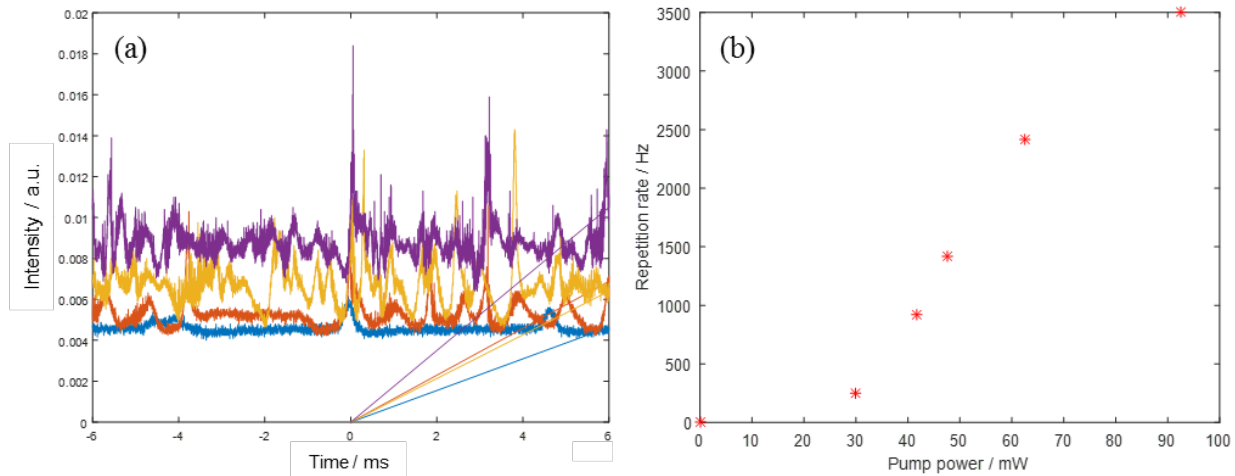 (a)
0.02
0.018
0.016
0.014
0.012
0.01
0.008
0.006
0.004
0.002
0
Intensity / a.u.
-6 -4 -2 0 2 4 6
Time / ms
(b)
3500
3000
2500
2000
1500
1000
500
0
Repetition rate / Hz
0 10 20 30 40 50 60 70 80 90 100
Pump power / mW